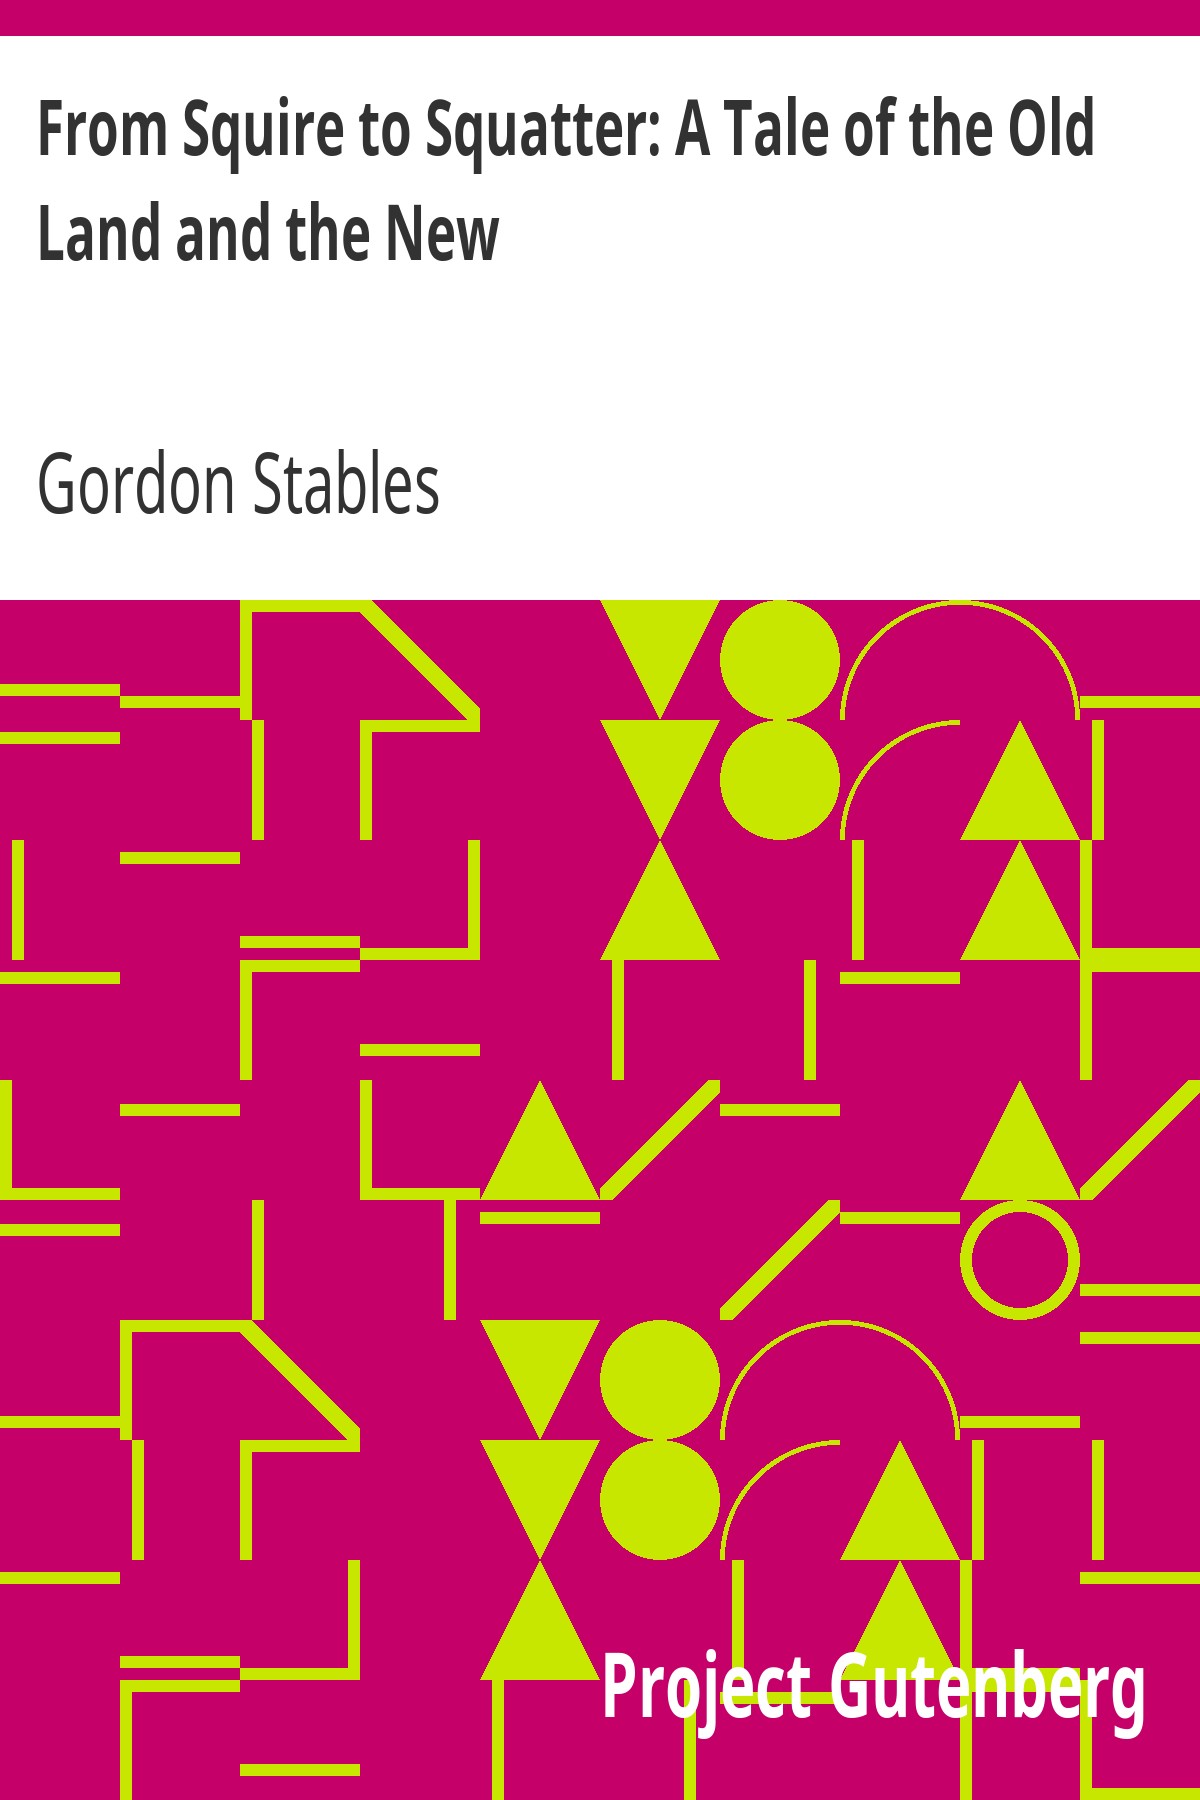 From Squire to Squatter: A Tale of the Old
Land and the New
Gordon Stables
Project Gutenberg